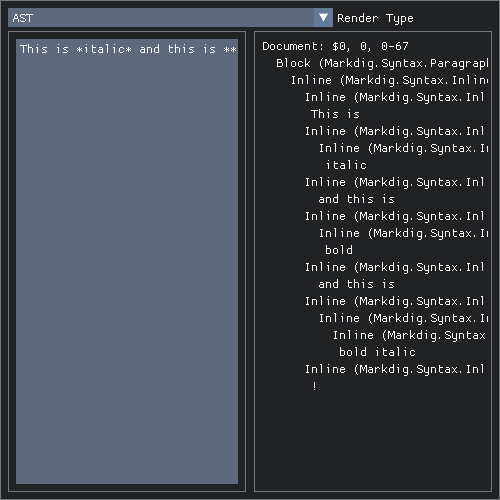 AST ▼ Render Type
This is *italic* and this is **
Document: $0, 0, 0-67
Block (Markdig.Syntax.Paragraph
Inline (Markdig.Syntax.Inline
Inline (Markdig.Syntax.Inl
This is
Inline (Markdig.Syntax.Inl
Inline (Markdig.Syntax.In
italic
Inline (Markdig.Syntax.Inl
and this is
Inline (Markdig.Syntax.Inl
Inline (Markdig.Syntax.In
bold
Inline (Markdig.Syntax.Inl
and this is
Inline (Markdig.Syntax.Inl
Inline (Markdig.Syntax.In
Inline (Markdig.Syntax
bold italic
Inline (Markdig.Syntax.Inl
!